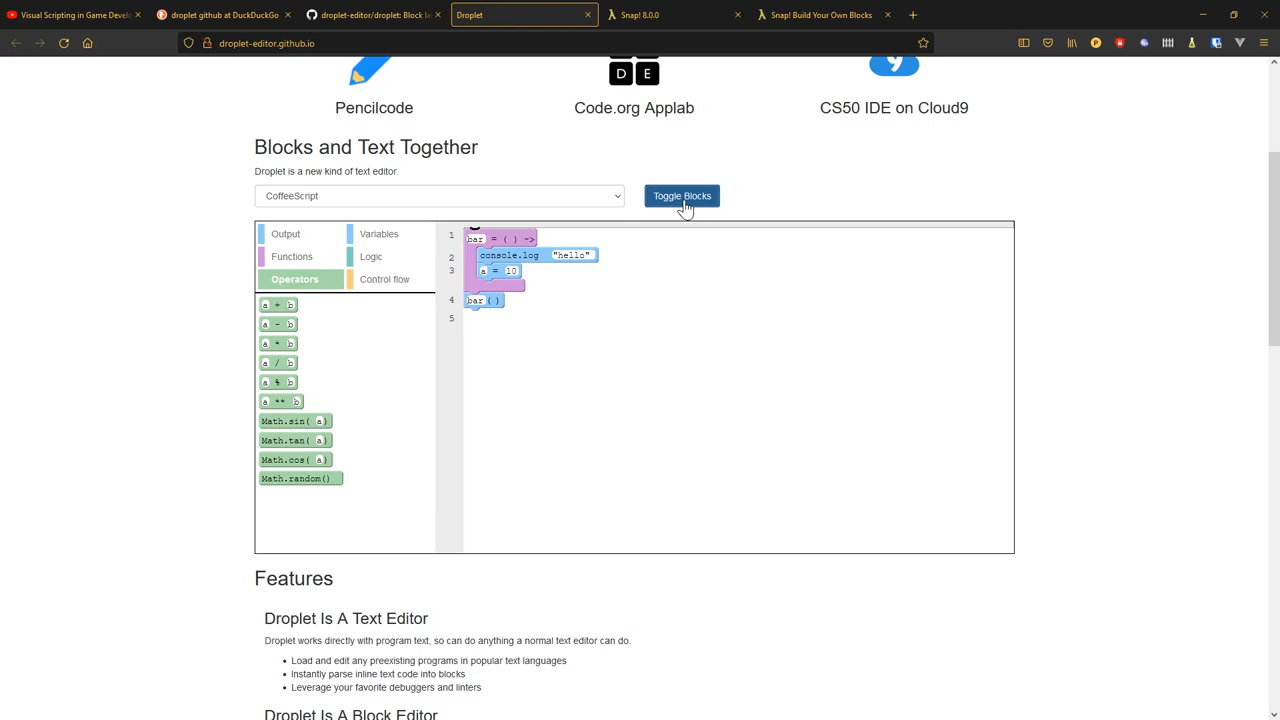 Visual Scripting in Game Develo
droplet github at DuckDuckGo
droplet-editor/droplet: Block la
Droplet
Snap! 8.0.0
Snap! Build Your Own Blocks
droplet-editor.github.io
D E
9
Pencilcode
Code.org Applab
CS50 IDE on Cloud9
Blocks and Text Together
Droplet is a new kind of text editor.
CoffeeScript
Toggle Blocks
Output
Variables
Functions
Logic
Operators
Control flow
a + b
a - b
a * b
a / b
a % b
a ** b
Math.sin( a)
Math.tan( a)
Math.cos( a)
Math.random()
1 bar = ( ) ->
2 console.log "hello"
3 a = 10
4 bar ( )
5
Features
Droplet Is A Text Editor
Droplet works directly with program text, so can do anything a normal text editor can do.
• Load and edit any preexisting programs in popular text languages
• Instantly parse inline text code into blocks
• Leverage your favorite debuggers and linters
Droplet Is A Block Editor